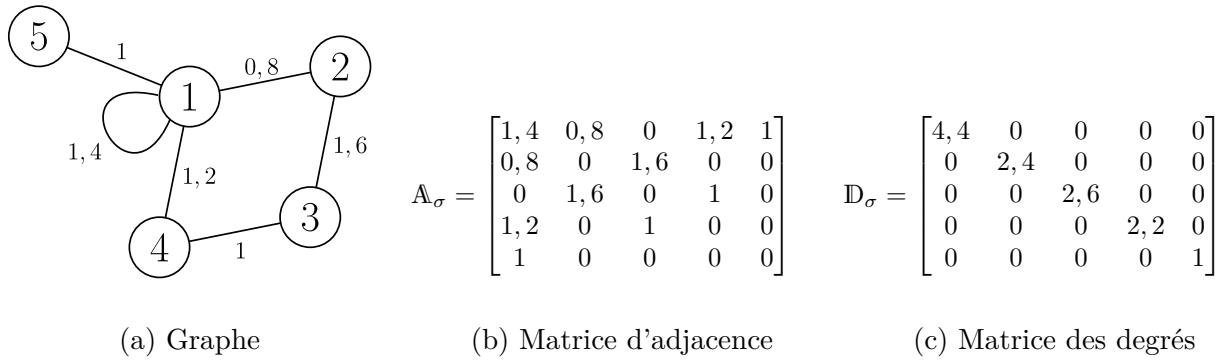 5
1
0,8
2
1
1,4
1,2
1,6
4
1
3
(a) Graphe
𝔸σ = [1,4 0,8 0 1,2 1
0,8 0 1,6 0 0
0 1,6 0 1 0
1,2 0 1 0 0
1 0 0 0 0]
(b) Matrice d'adjacence
𝔻σ = [4,4 0 0 0 0
0 2,4 0 0 0
0 0 2,6 0 0
0 0 0 2,2 0
0 0 0 0 1]
(c) Matrice des degrés